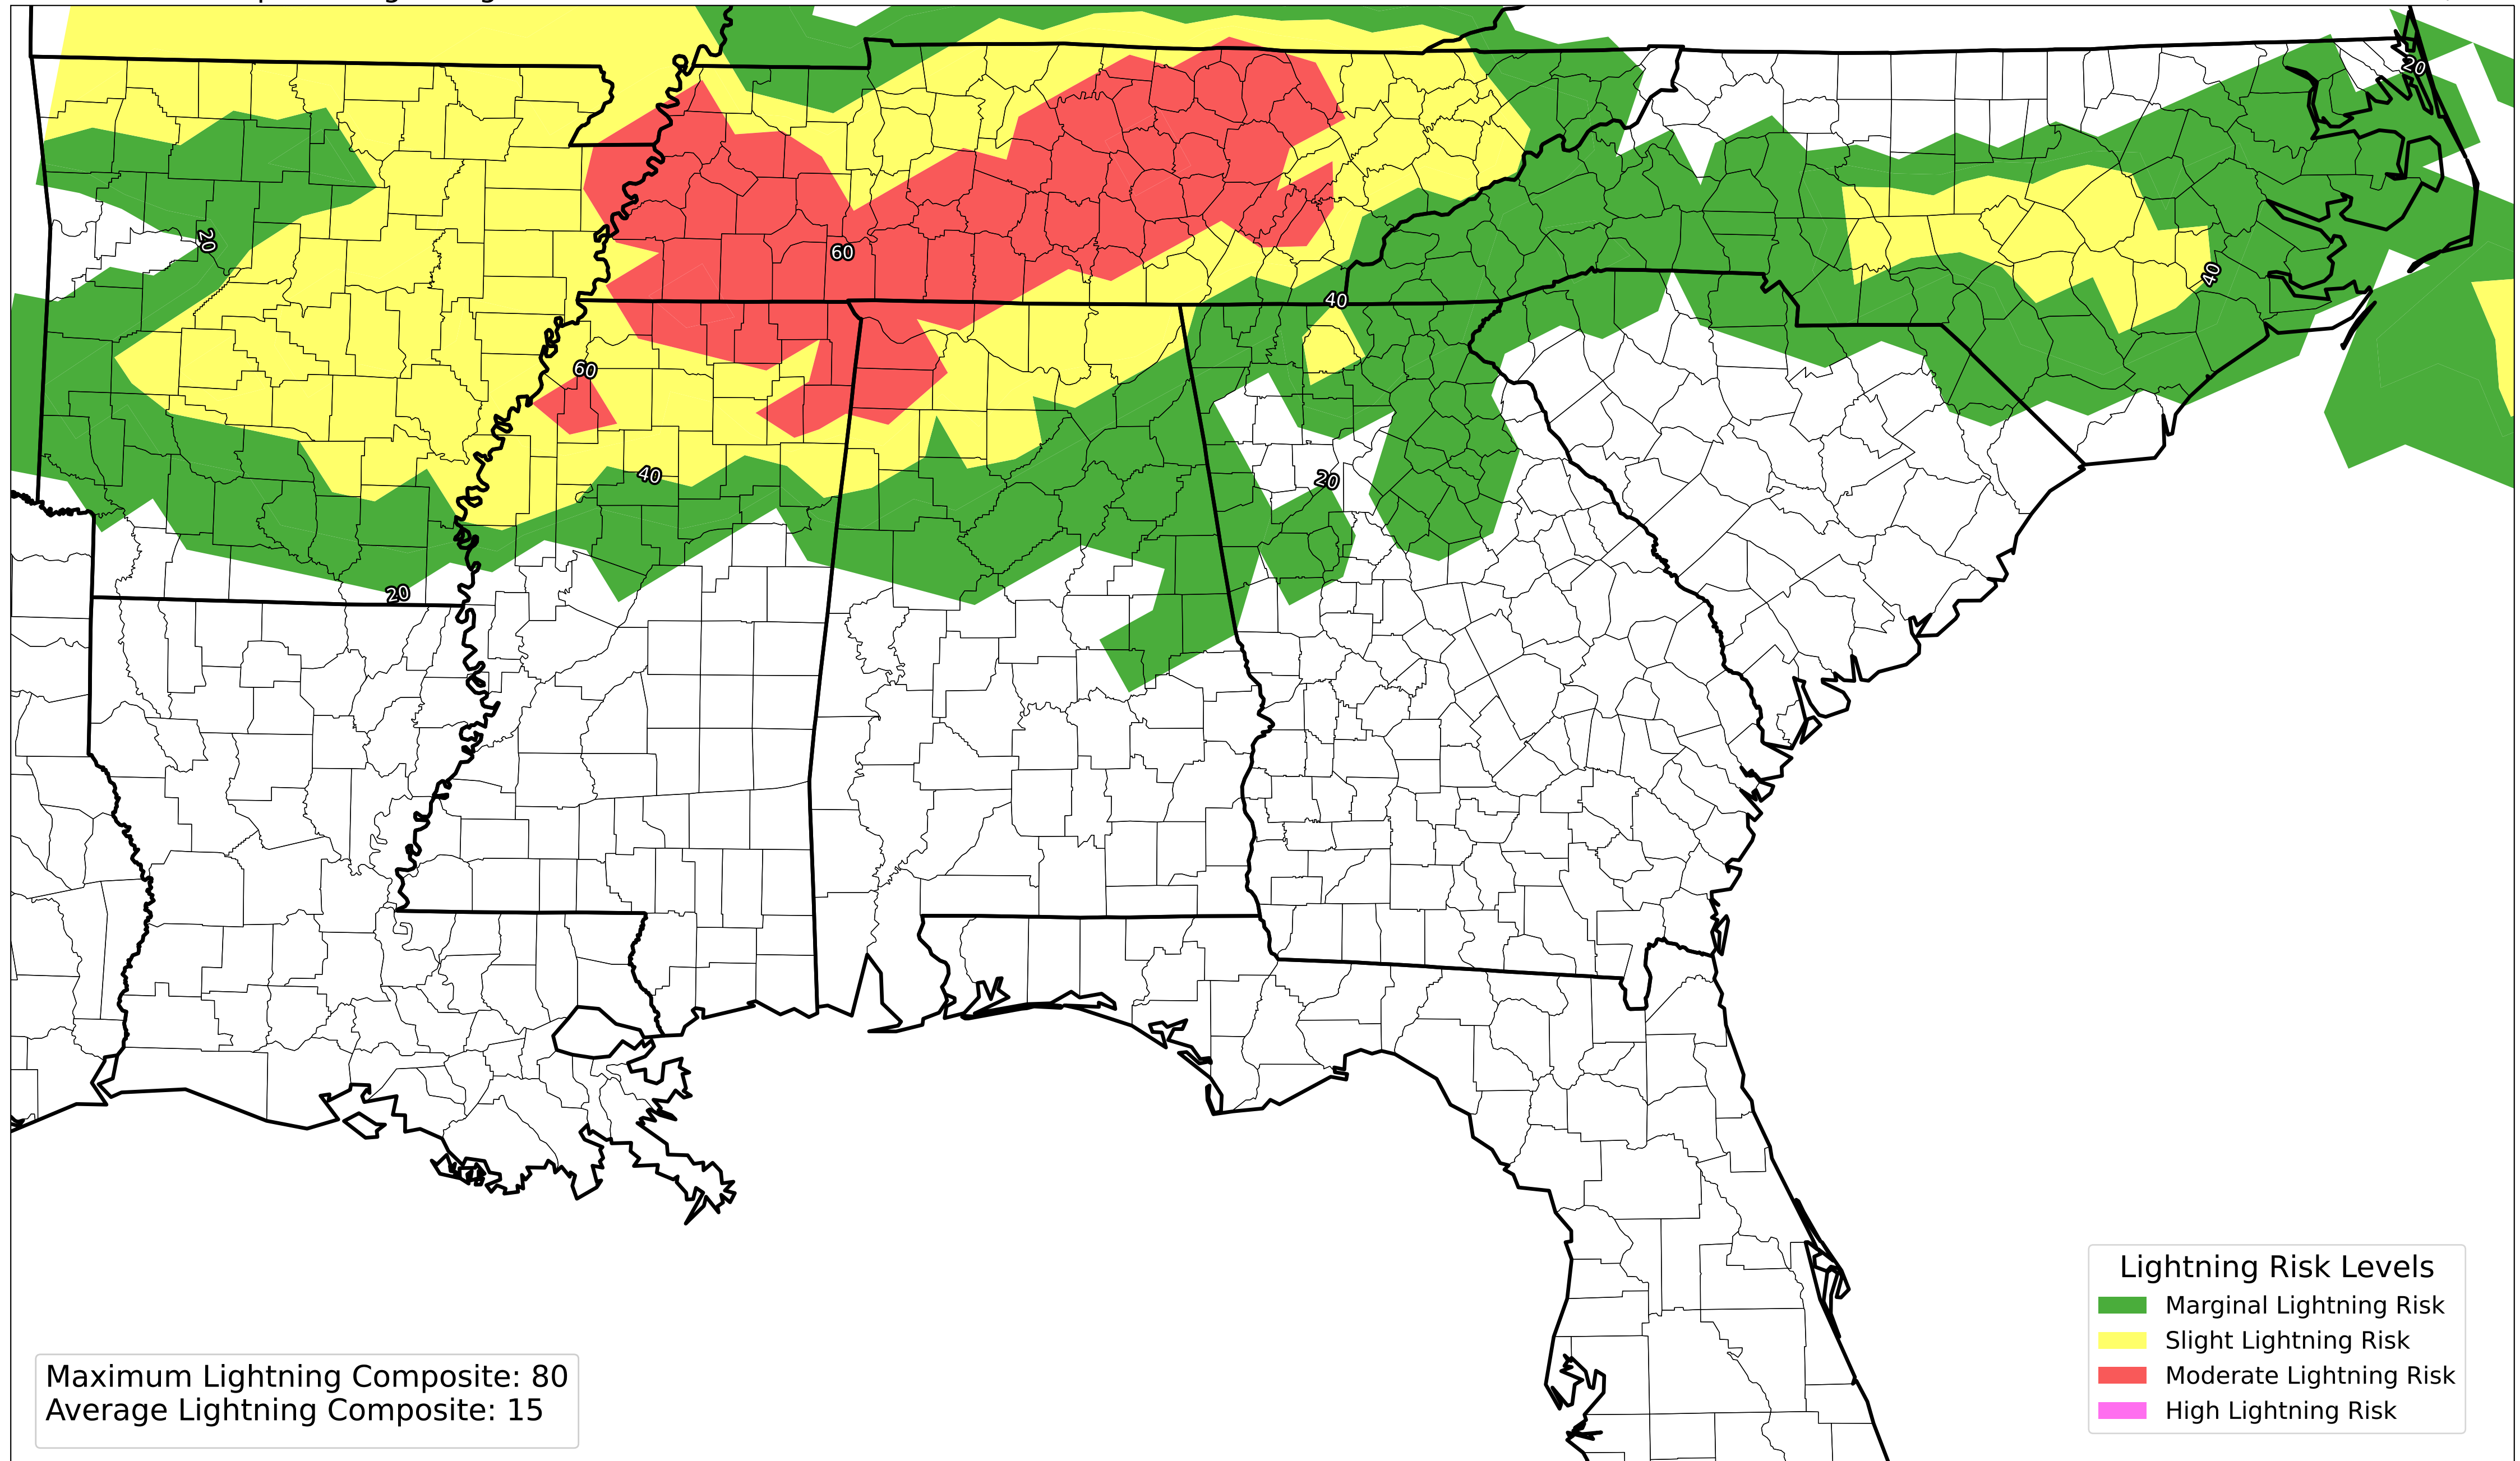 20
20
60
40
60
40
40
20
20
Lightning Risk Levels
Marginal Lightning Risk
Slight Lightning Risk
Moderate Lightning Risk
High Lightning Risk
Maximum Lightning Composite: 80
Average Lightning Composite: 15